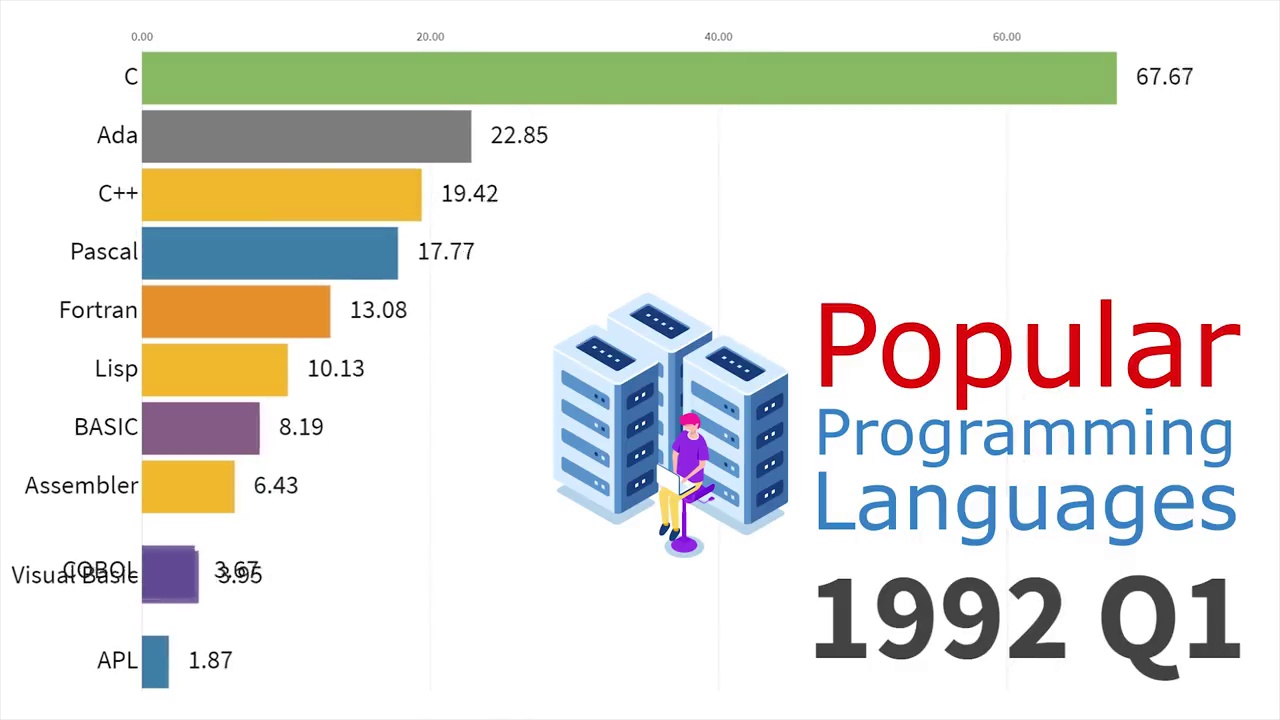 0.00 20.00 40.00 60.00
C 67.67
Ada 22.85
C++ 19.42
Pascal 17.77
Fortran 13.08
Lisp 10.13
BASIC 8.19
Assembler 6.43
COBOL 3.67
Visual Basic 3.95
APL 1.87
Popular
Programming
Languages
1992 Q1